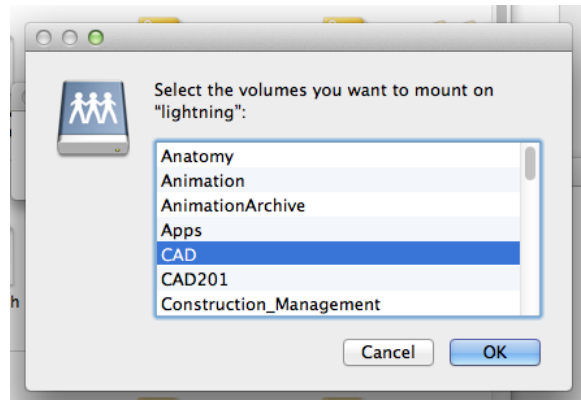 Select the volumes you want to mount on
“lightning”:
Anatomy
Animation
AnimationArchive
Apps
CAD
CAD201
Construction_Management
h
Cancel
OK